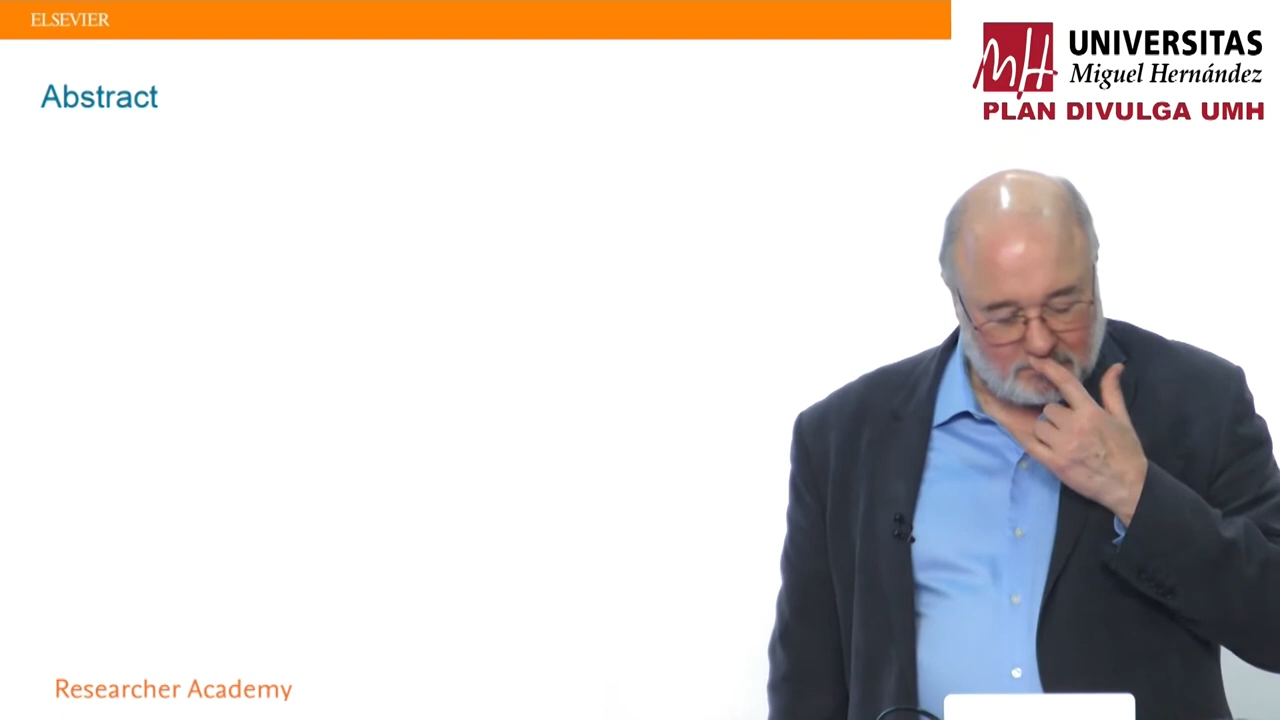 ELSEVIER
UNIVERSITAS
Miguel Hernández
PLAN DIVULGA UMH
Abstract
Researcher Academy